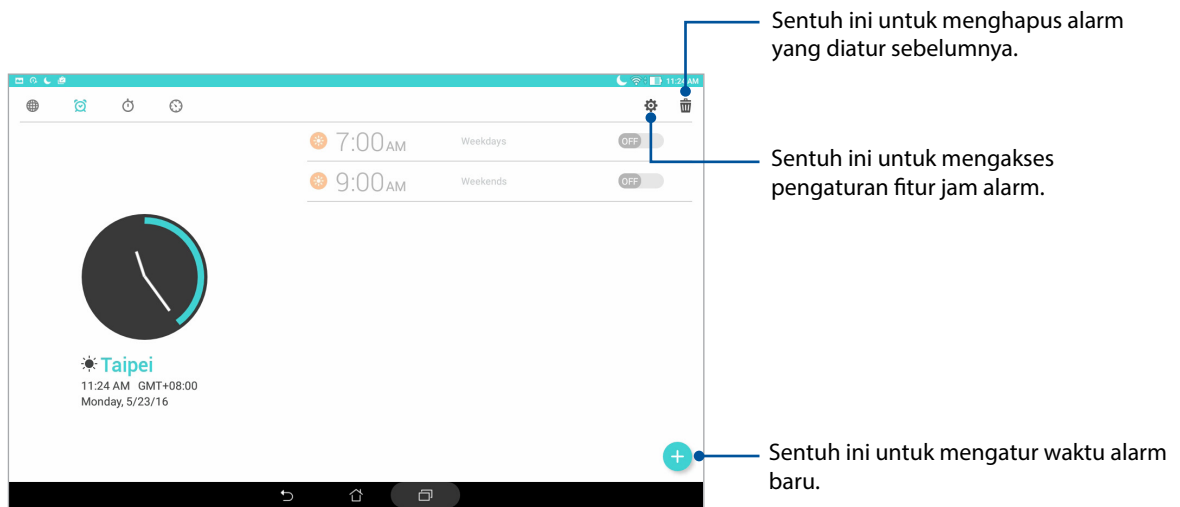 Sentuh ini untuk menghapus alarm
yang diatur sebelumnya.
11:24 AM
7:00 AM Weekdays OFF
9:00 AM Weekends OFF
Sentuh ini untuk mengakses
pengaturan fitur jam alarm.
Taipei
11:24 AM GMT+08:00
Monday, 5/23/16
Sentuh ini untuk mengatur waktu alarm
baru.